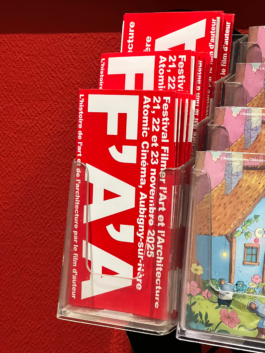 Festival Filmer l'Art et l'Architecture
21, 22 et 23 novembre 2025
Atomic Cinéma, Aubigny-sur-Nère
F'A'A
L'histoire de l'art et de l'architecture par le film d'auteur